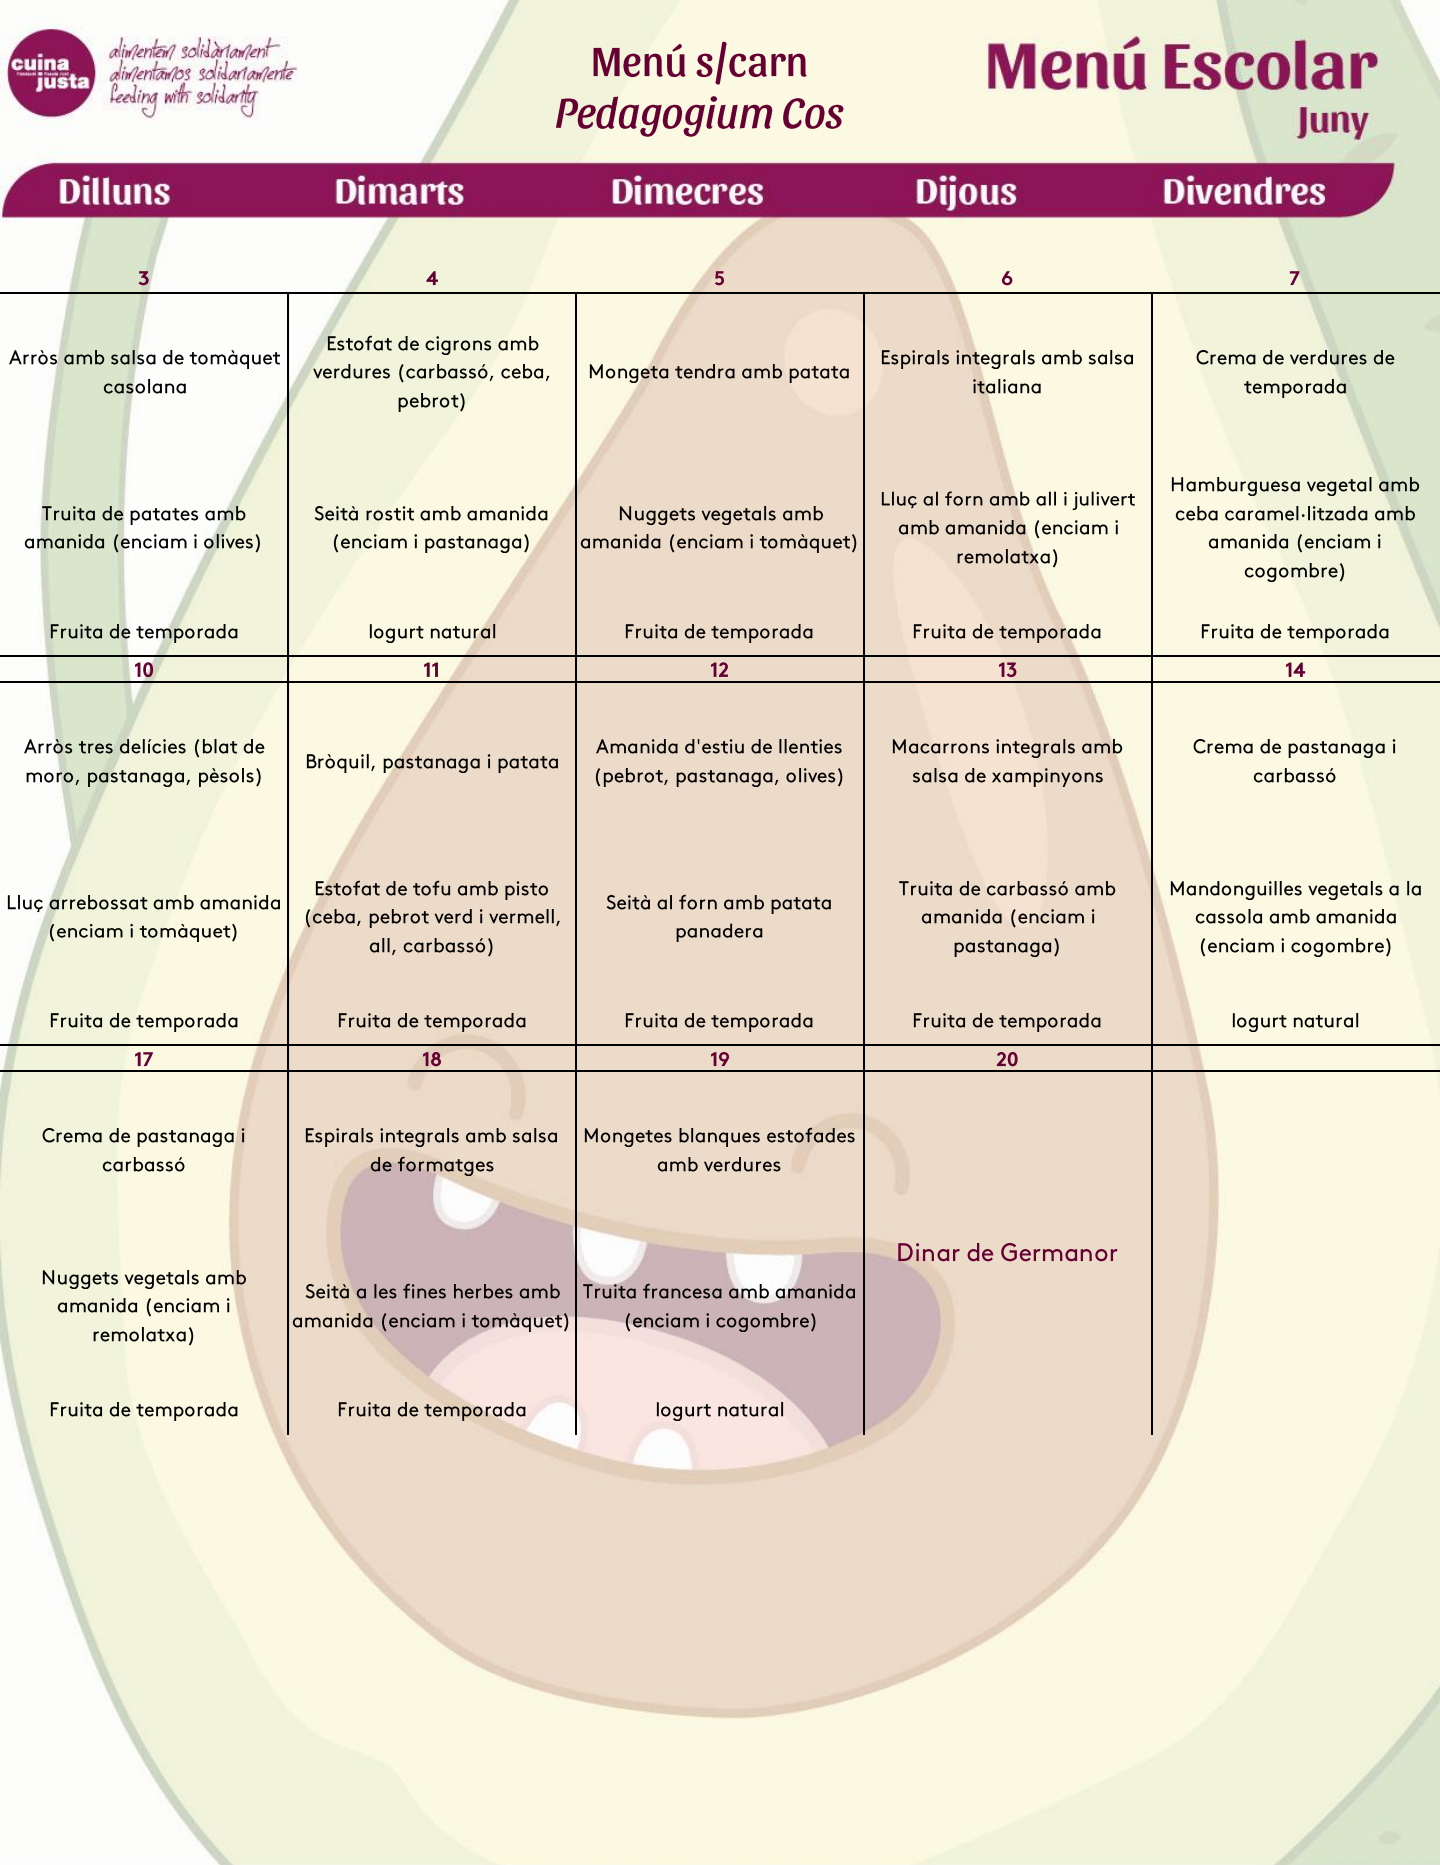 cuina
justa
alimentem solidàriament
alimentamos solidariamente
feeding with solidarity
Menú s/carn
Pedagogium Cos
Menú Escolar
Juny
Dilluns Dimarts Dimecres Dijous Divendres
3 4 5 6 7
Arròs amb salsa de tomàquet
casolana
Estofat de cigrons amb
verdures (carbassó, ceba,
pebrot)
Mongeta tendra amb patata
Espirals integrals amb salsa
italiana
Crema de verdures de
temporada
Truita de patates amb
amanida (enciam i olives)
Seità rostit amb amanida
(enciam i pastanaga)
Nuggets vegetals amb
amanida (enciam i tomàquet)
Lluç al forn amb all i julivert
amb amanida (enciam i
remolatxa)
Hamburguesa vegetal amb
ceba caramel·litzada amb
amanida (enciam i
cogombre)
Fruita de temporada
Iogurt natural
Fruita de temporada
Fruita de temporada
Fruita de temporada
10 11 12 13 14
Arròs tres delícies (blat de
moro, pastanaga, pèsols)
Bròquil, pastanaga i patata
Amanida d'estiu de llenties
(pebrot, pastanaga, olives)
Macarrons integrals amb
salsa de xampinyons
Crema de pastanaga i
carbassó
Lluç arrebossat amb amanida
(enciam i tomàquet)
Estofat de tofu amb pisto
(ceba, pebrot verd i vermell,
all, carbassó)
Seità al forn amb patata
panadera
Truita de carbassó amb
amanida (enciam i
pastanaga)
Mandonguilles vegetals a la
cassola amb amanida
(enciam i cogombre)
Fruita de temporada
Fruita de temporada
Fruita de temporada
Fruita de temporada
Iogurt natural
17 18 19 20
Crema de pastanaga i
carbassó
Espirals integrals amb salsa
de formatges
Mongetes blanques estofades
amb verdures
Dinar de Germanor
Nuggets vegetals amb
amanida (enciam i
remolatxa)
Seità a les fines herbes amb
amanida (enciam i tomàquet)
Truita francesa amb amanida
(enciam i cogombre)
Fruita de temporada
Fruita de temporada
Iogurt natural